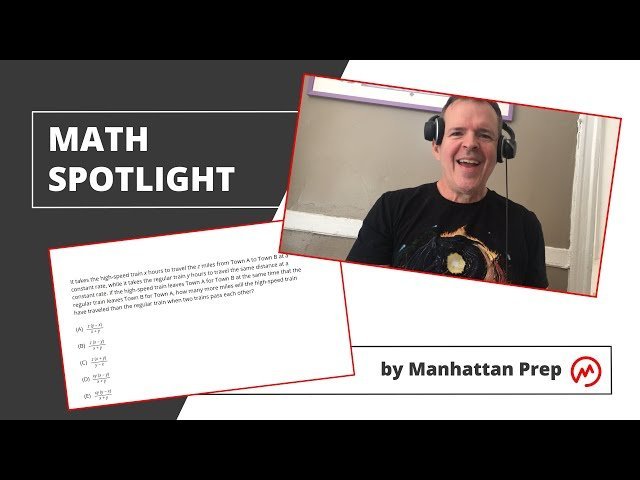 MATH
SPOTLIGHT
It takes the high-speed train x hours to travel the z miles from Town A to Town B at a
constant rate, while it takes the regular train y hours to travel the same distance at a
constant rate. If the high-speed train leaves Town A for Town B at the same time that the
regular train leaves Town B for Town A, how many more miles will the high-speed train
have traveled than the regular train when two trains pass each other?
(A)
(B)
(C)
(D)
(E)
by Manhattan Prep